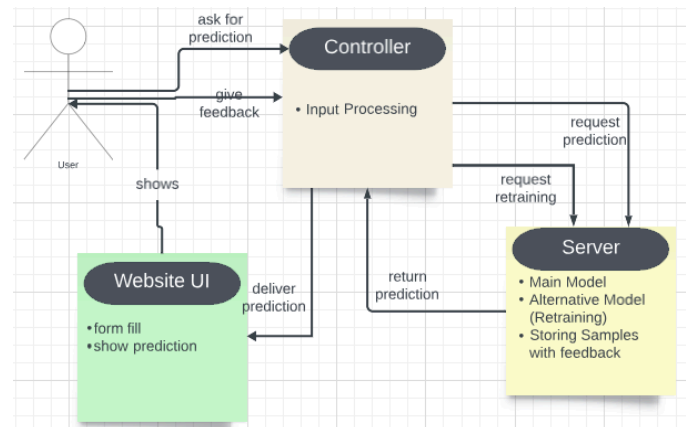 ask for
prediction
Controller
give
feedback
• Input Processing
request
prediction
User
shows
request
retraining
Server
Website UI
deliver
prediction
return
prediction
• Main Model
• Alternative Model
(Retraining)
• Storing Samples
with feedback
•form fill
•show prediction